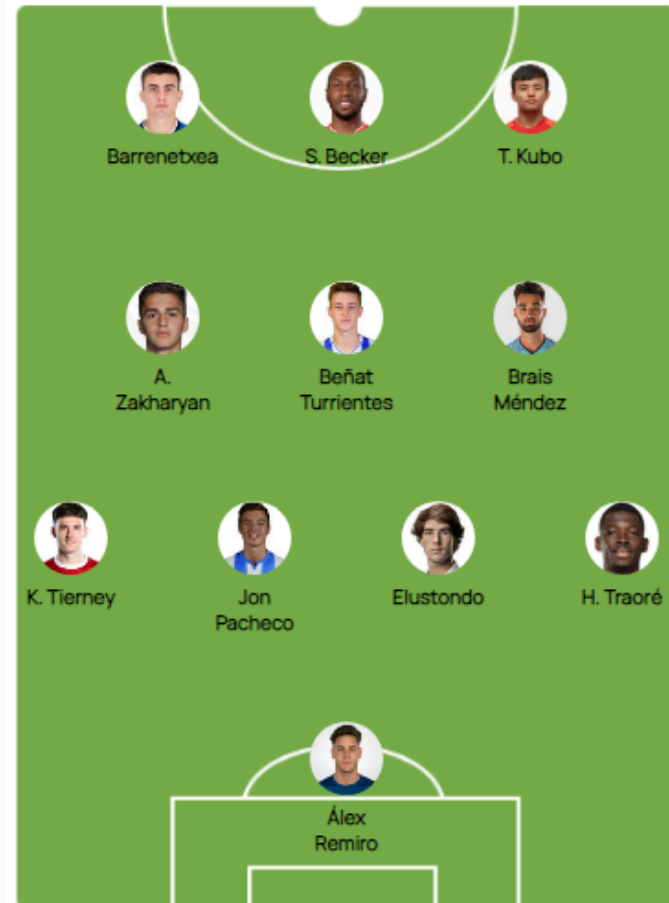 Barrenetxea
S. Becker
T. Kubo
A.
Zakharyan
Beñat
Turrientes
Brais
Méndez
K. Tierney
Jon
Pacheco
Elustondo
H. Traoré
Álex
Remiro